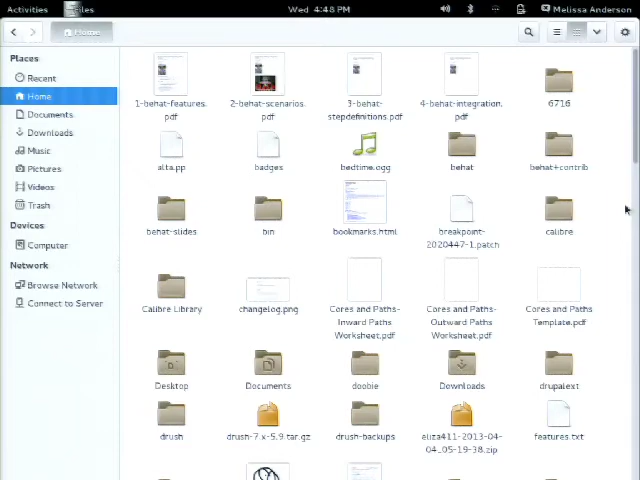 Activities Files Wed 4:48 PM Melissa Anderson
Home
Places
Recent
Home
Documents
Downloads
Music
Pictures
Videos
Trash
Devices
Computer
Network
Browse Network
Connect to Server
1-behat-features.
pdf
2-behat-scenarios.
pdf
3-behat-
stepdefinitions.pdf
4-behat-integration.
pdf
6716
alta.pp
badges
bedtime.ogg
behat
behat+contrib
behat-slides
bin
bookmarks.html
breakpoint-
2020447-1.patch
calibre
Calibre Library
changelog.png
Cores and Paths-
Inward Paths
Worksheet.pdf
Cores and Paths-
Outward Paths
Worksheet.pdf
Cores and Paths
Template.pdf
Desktop
Documents
doobie
Downloads
drupalext
drush
drush-7.x-5.9.tar.gz
drush-backups
eliza411-2013-04-
04_05-19-38.zip
features.txt